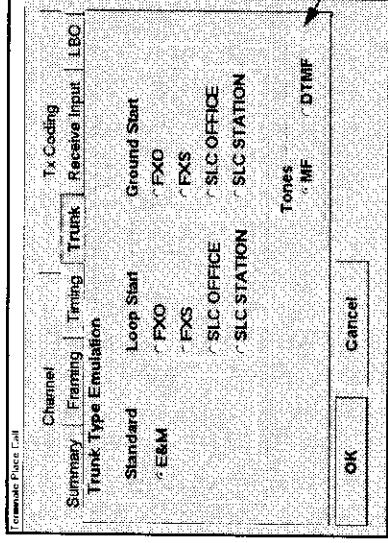 Terminate Place Call
Channel Tx Coding
Summary Framing Timing Trunk Receive Input LBO
Trunk Type Emulation
Standard Loop Start Ground Start
E&M FXO FXO
FXS FXS
SLC OFFICE SLC OFFICE
SLC STATION SLC STATION
Tones
MF DTMF
OK Cancel